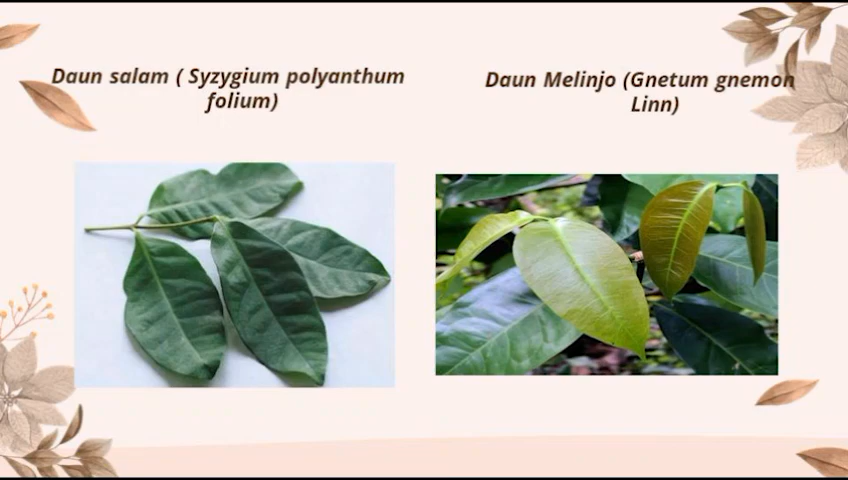 Daun salam ( Syzygium polyanthum
folium)
Daun Melinjo (Gnetum gnemon
Linn)